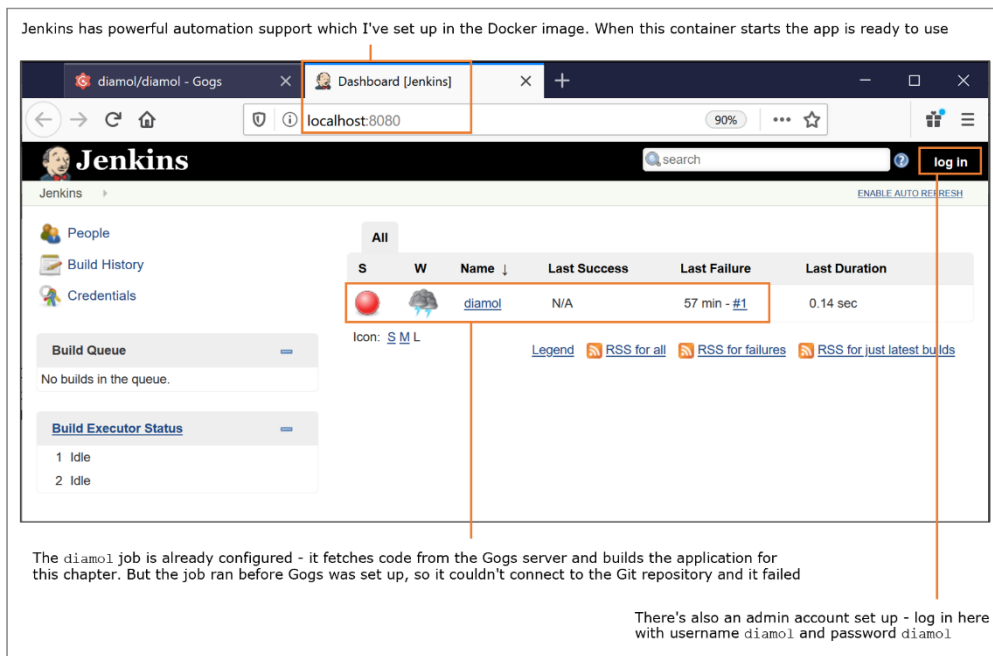 Jenkins has powerful automation support which I've set up in the Docker image. When this container starts the app is ready to use
diamol/diamol - Gogs
Dashboard [Jenkins]
localhost:8080
90%
Jenkins
search
log in
Jenkins
ENABLE AUTO REFRESH
People
Build History
Credentials
All
S W Name ↓ Last Success Last Failure Last Duration
diamol N/A 57 min - #1 0.14 sec
Icon: S M L
Legend RSS for all RSS for failures RSS for just latest builds
Build Queue
No builds in the queue.
Build Executor Status
1 Idle
2 Idle
The diamol job is already configured - it fetches code from the Gogs server and builds the application for
this chapter. But the job ran before Gogs was set up, so it couldn't connect to the Git repository and it failed
There's also an admin account set up - log in here
with username diamol and password diamol